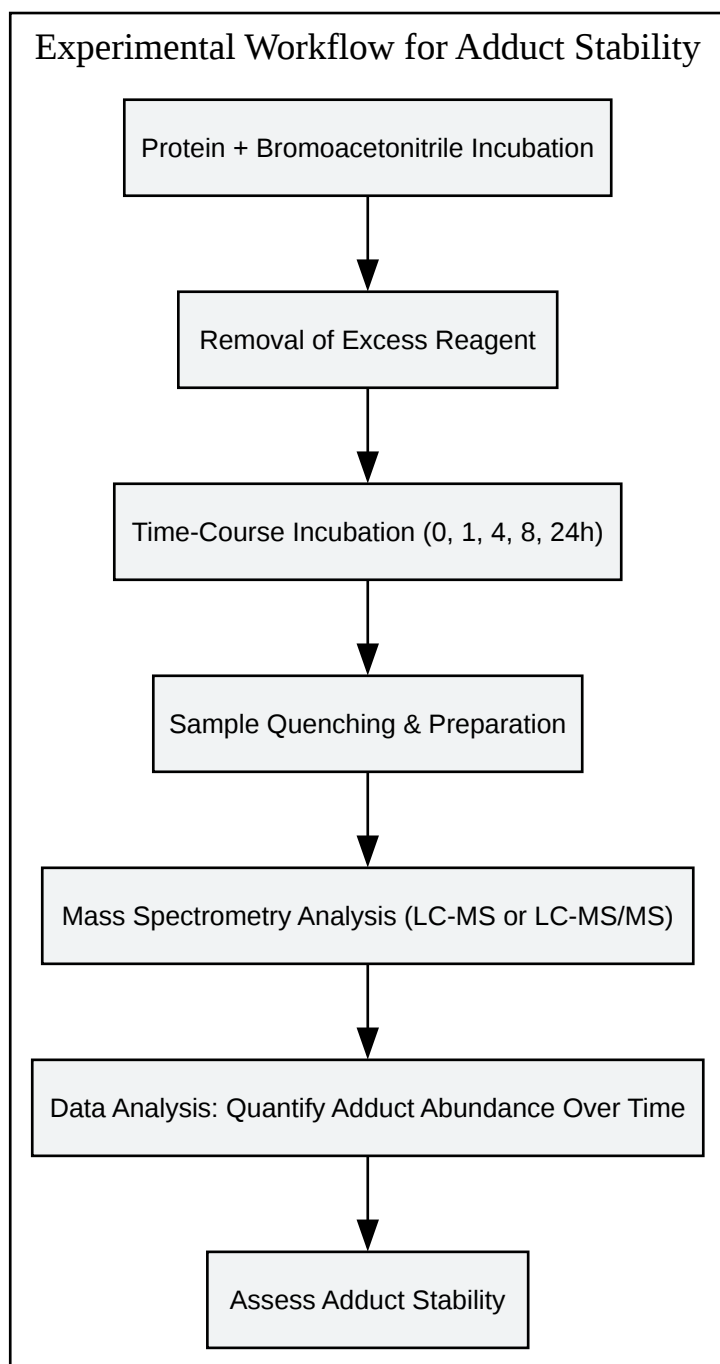 Experimental Workflow for Adduct Stability
Protein + Bromoacetonitrile Incubation
Removal of Excess Reagent
Time-Course Incubation (0, 1, 4, 8, 24h)
Sample Quenching & Preparation
Mass Spectrometry Analysis (LC-MS or LC-MS/MS)
Data Analysis: Quantify Adduct Abundance Over Time
Assess Adduct Stability